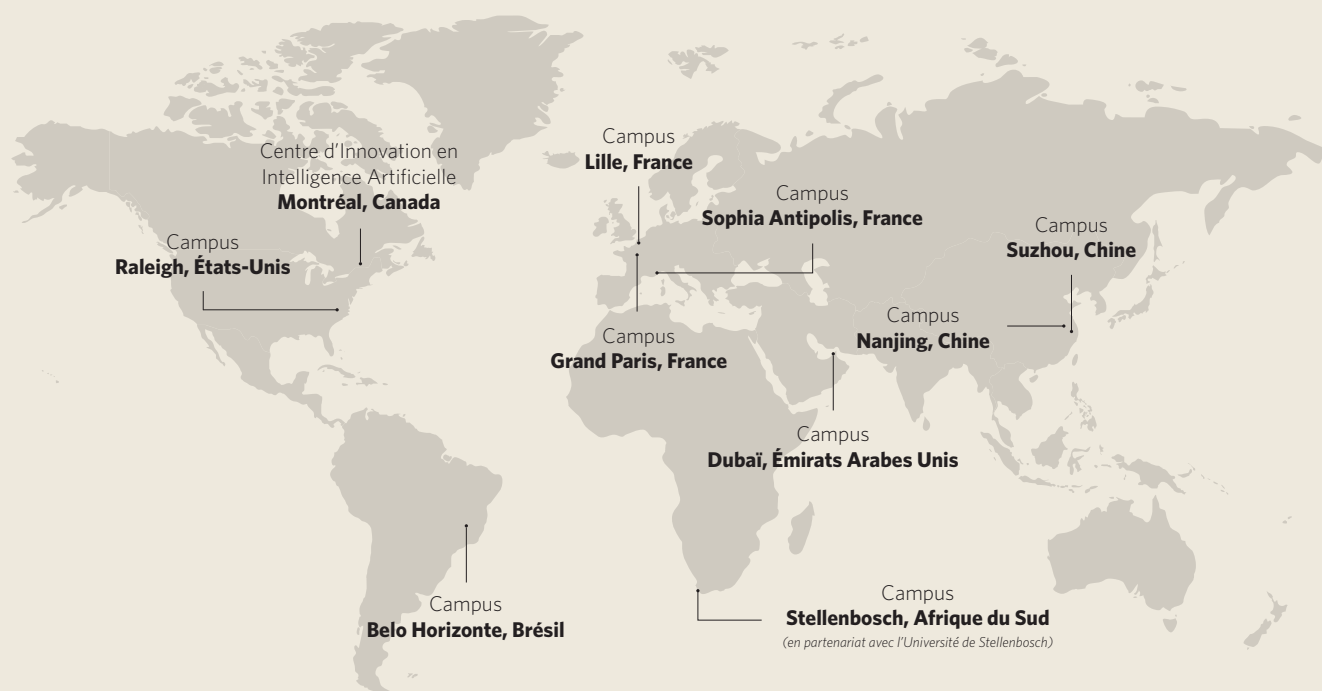 Campus
Lille, France
Centre d’Innovation en
Intelligence Artificielle
Montréal, Canada
Campus
Sophia Antipolis, France
Campus
Suzhou, Chine
Campus
Raleigh, États-Unis
Campus
Nanjing, Chine
Campus
Grand Paris, France
Campus
Dubaï, Émirats Arabes Unis
Campus
Stellenbosch, Afrique du Sud
(en partenariat avec l’Université de Stellenbosch)
Campus
Belo Horizonte, Brésil